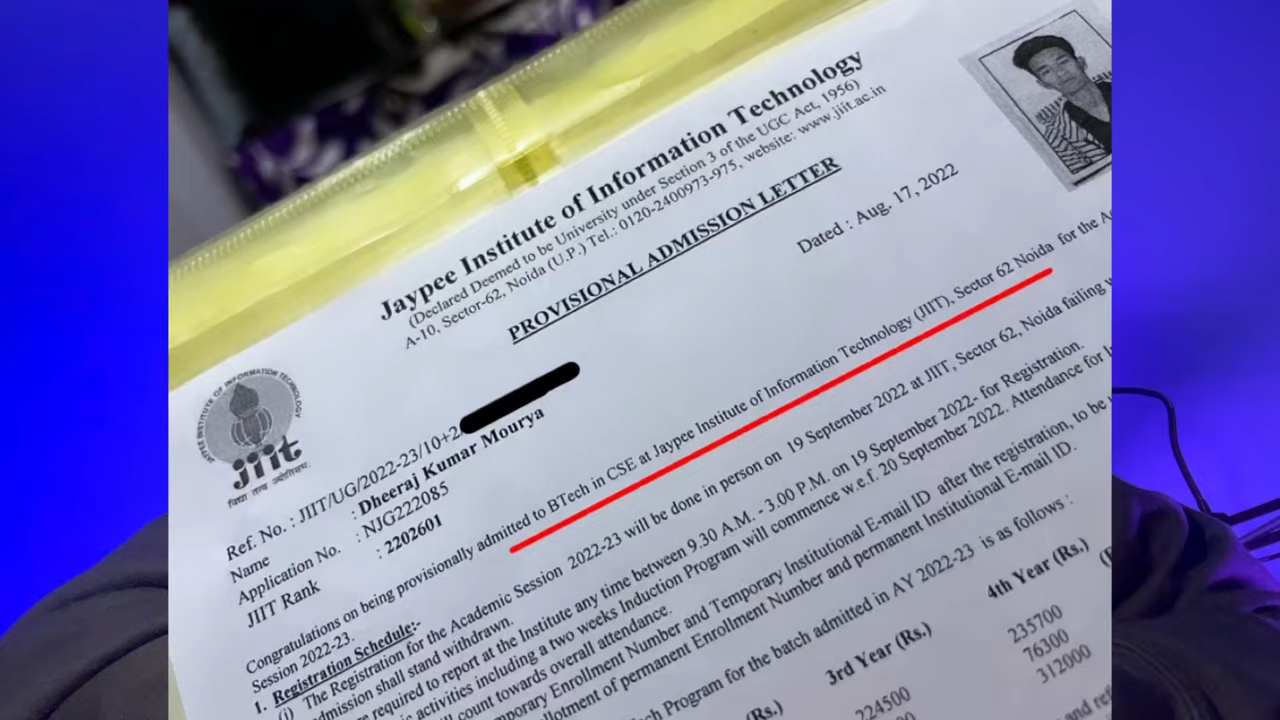 Jaypee Institute of Information Technology
(Declared Deemed to be University under Section 3 of the UGC Act, 1956)
A-10, Sector-62, Noida (U.P.) Tel.: 0120-2400973-975, website: www.jiit.ac.in
PROVISIONAL ADMISSION LETTER
Dated : Aug. 17, 2022
JAYPEE INSTITUTE OF INFORMATION TECHNOLOGY
jiit
विद्या तत्व ज्योतिसमः
Ref. No. : JIIT/UG/2022-23/10+2
Name : Dheeraj Kumar Mourya
Application No. : NJG222085
JIIT Rank : 2202601
Congratulations on being provisionally admitted to BTech in CSE at Jaypee Institute of Information Technology (JIIT), Sector 62 Noida for the
Session 2022-23.
1. Registration Schedule:-
(i) The Registration for the Academic Session 2022-23 will be done in person on 19 September 2022 at JIIT, Sector 62, Noida failing
admission shall stand withdrawn.
required to report at the Institute any time between 9.30 A.M. - 3.00 P.M. on 19 September 2022- for Registration.
activities including a two weeks Induction Program will commence w.e.f. 20 September 2022. Attendance for
count towards overall attendance.
Enrollment Number and Temporary Institutional E-mail ID after the registration, to be
of permanent Enrollment Number and permanent Institutional E-mail ID.
Program for the batch admitted in AY 2022-23 is as follows :
(Rs.) 3rd Year (Rs.) 4th Year (Rs.)
224500 235700
76300
312000